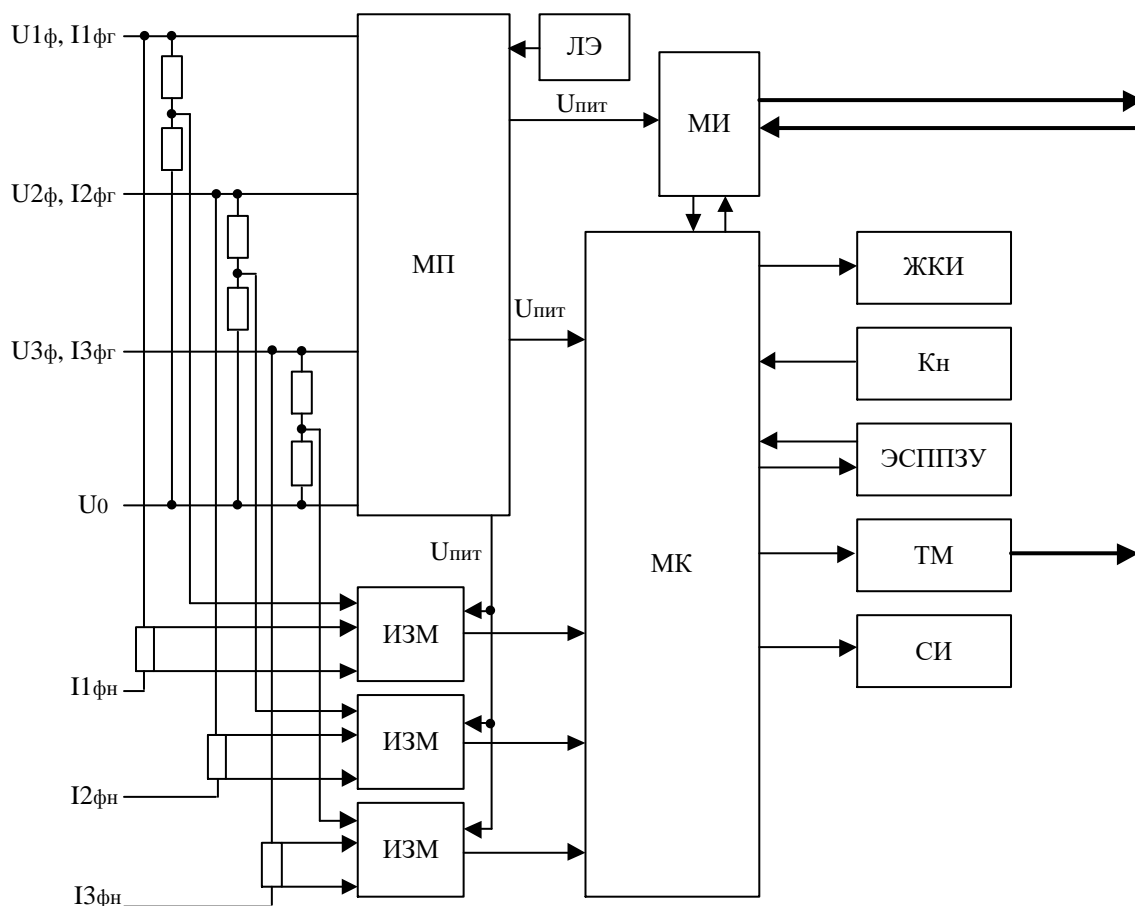 U1ф, I1фг
ЛЭ
Uпит
МИ
U2ф, I2фг
МП
ЖКИ
Uпит
U3ф, I3фг
Кн
ЭСППЗУ
U0
Uпит
МК
ТМ
ИЗМ
СИ
I1фн
ИЗМ
I2фн
ИЗМ
I3фн